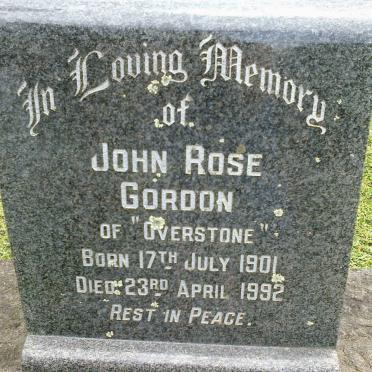 In Loving Memory
of
JOHN ROSE
GORDON
OF "OVERSTONE"
BORN 17TH JULY 1901
DIED 23RD APRIL 1992
REST IN PEACE.